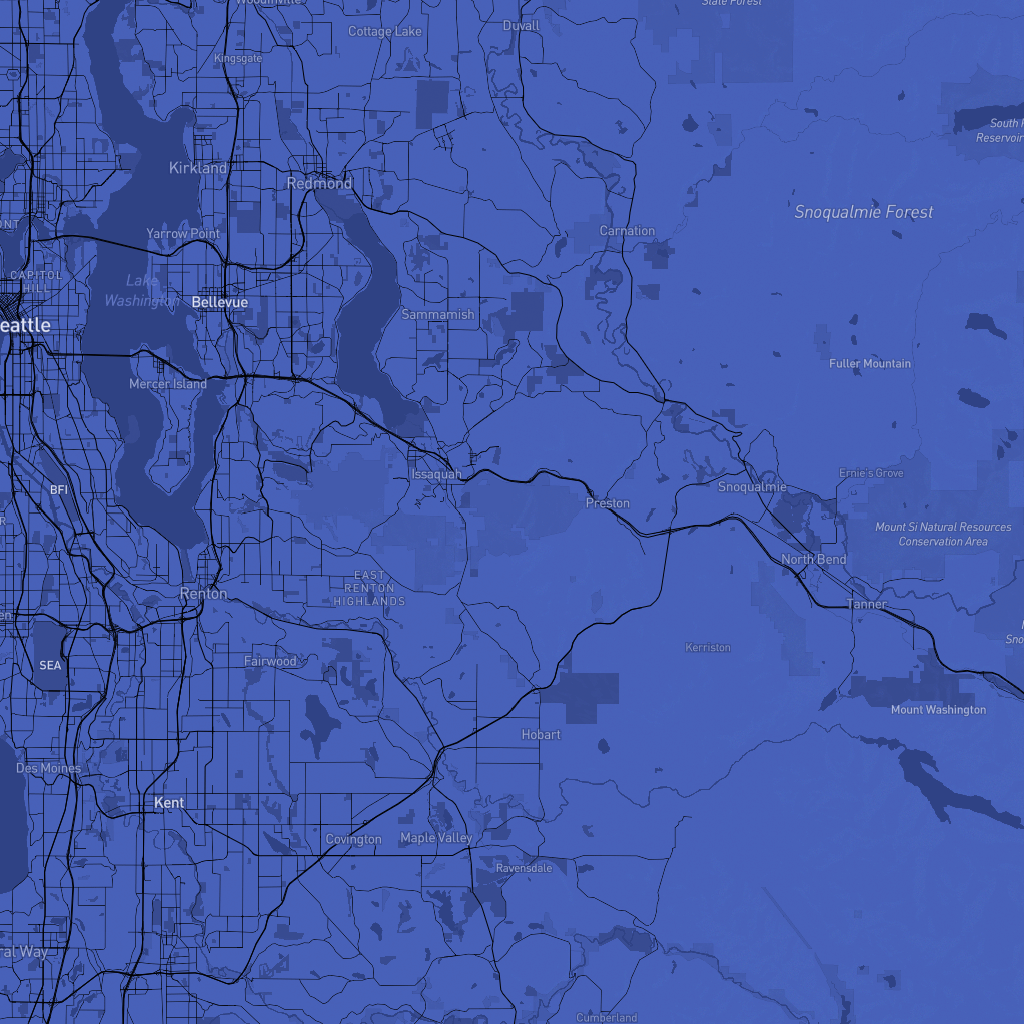 Woodinville
State Forest
Duvall
Cottage Lake
Kingsgate
South F
Reservoir
Kirkland
Redmond
Snoqualmie Forest
ONT
Yarrow Point
Carnation
CAPITOL
HILL
Lake
Washington
Bellevue
Sammamish
eattle
Fuller Mountain
Mercer Island
Issaquah
Ernie's Grove
BFI
Snoqualmie
Preston
R
Mount Si Natural Resources
Conservation Area
North Bend
EAST
RENTON
HIGHLANDS
Renton
Tanner
en
Sno
Kerriston
Fairwood
SEA
Mount Washington
Hobart
Des Moines
Kent
Covington
Maple Valley
Ravensdale
ral Way
Cumberland